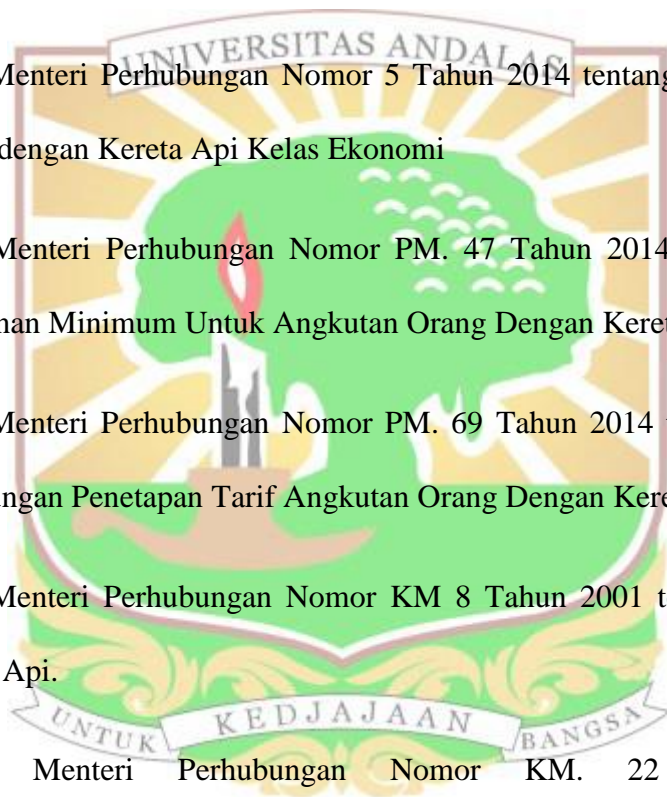 UNIVERSITAS ANDALAS
Menteri Perhubungan Nomor 5 Tahun 2014 tentang
dengan Kereta Api Kelas Ekonomi
Menteri Perhubungan Nomor PM. 47 Tahun 2014
nan Minimum Untuk Angkutan Orang Dengan Keret
Menteri Perhubungan Nomor PM. 69 Tahun 2014 t
ungan Penetapan Tarif Angkutan Orang Dengan Kere
Menteri Perhubungan Nomor KM 8 Tahun 2001 t
Api.
UNTUK KEDJAJAAN BANGSA
Menteri Perhubungan Nomor KM. 22